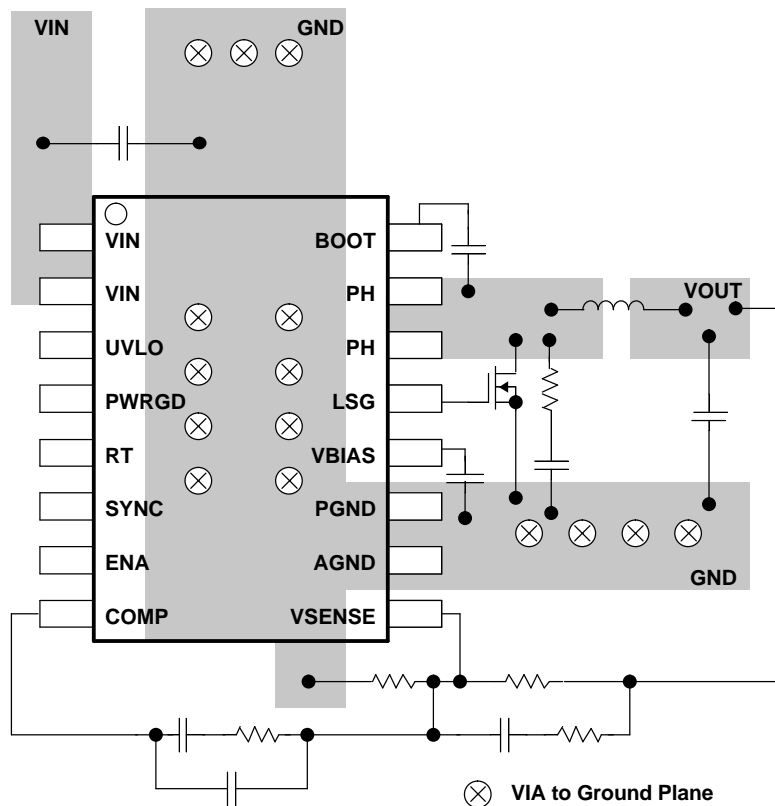 VIN
GND
VIN
BOOT
VIN
PH
VOUT
UVLO
PH
PWRGD
LSG
RT
VBIAS
SYNC
PGND
ENA
AGND
GND
COMP
VSENSE
VIA to Ground Plane